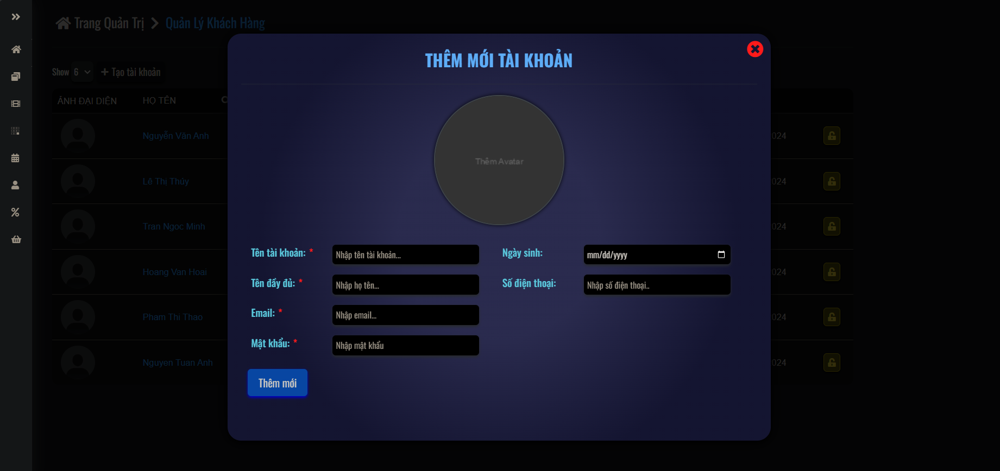 Trang Quản Trị Quản Lý Khách Hàng
THÊM MỚI TÀI KHOẢN
Show 6 Tạo tài khoản
ẢNH ĐẠI DIỆN HỌ TÊN
Nguyễn Văn Anh 024
Thêm Avatar
Lê Thị Thúy 024
Tran Ngoc Minh 024
Tên tài khoản: * Nhập tên tài khoản... Ngày sinh: mm/dd/yyyy
Hoang Van Hoai 024
Tên đầy đủ: * Nhập họ tên... Số điện thoại: Nhập số điện thoại..
Email: * Nhập email...
Pham Thi Thao 024
Mật khẩu: * Nhập mật khẩu
Nguyen Tuan Anh 024
Thêm mới